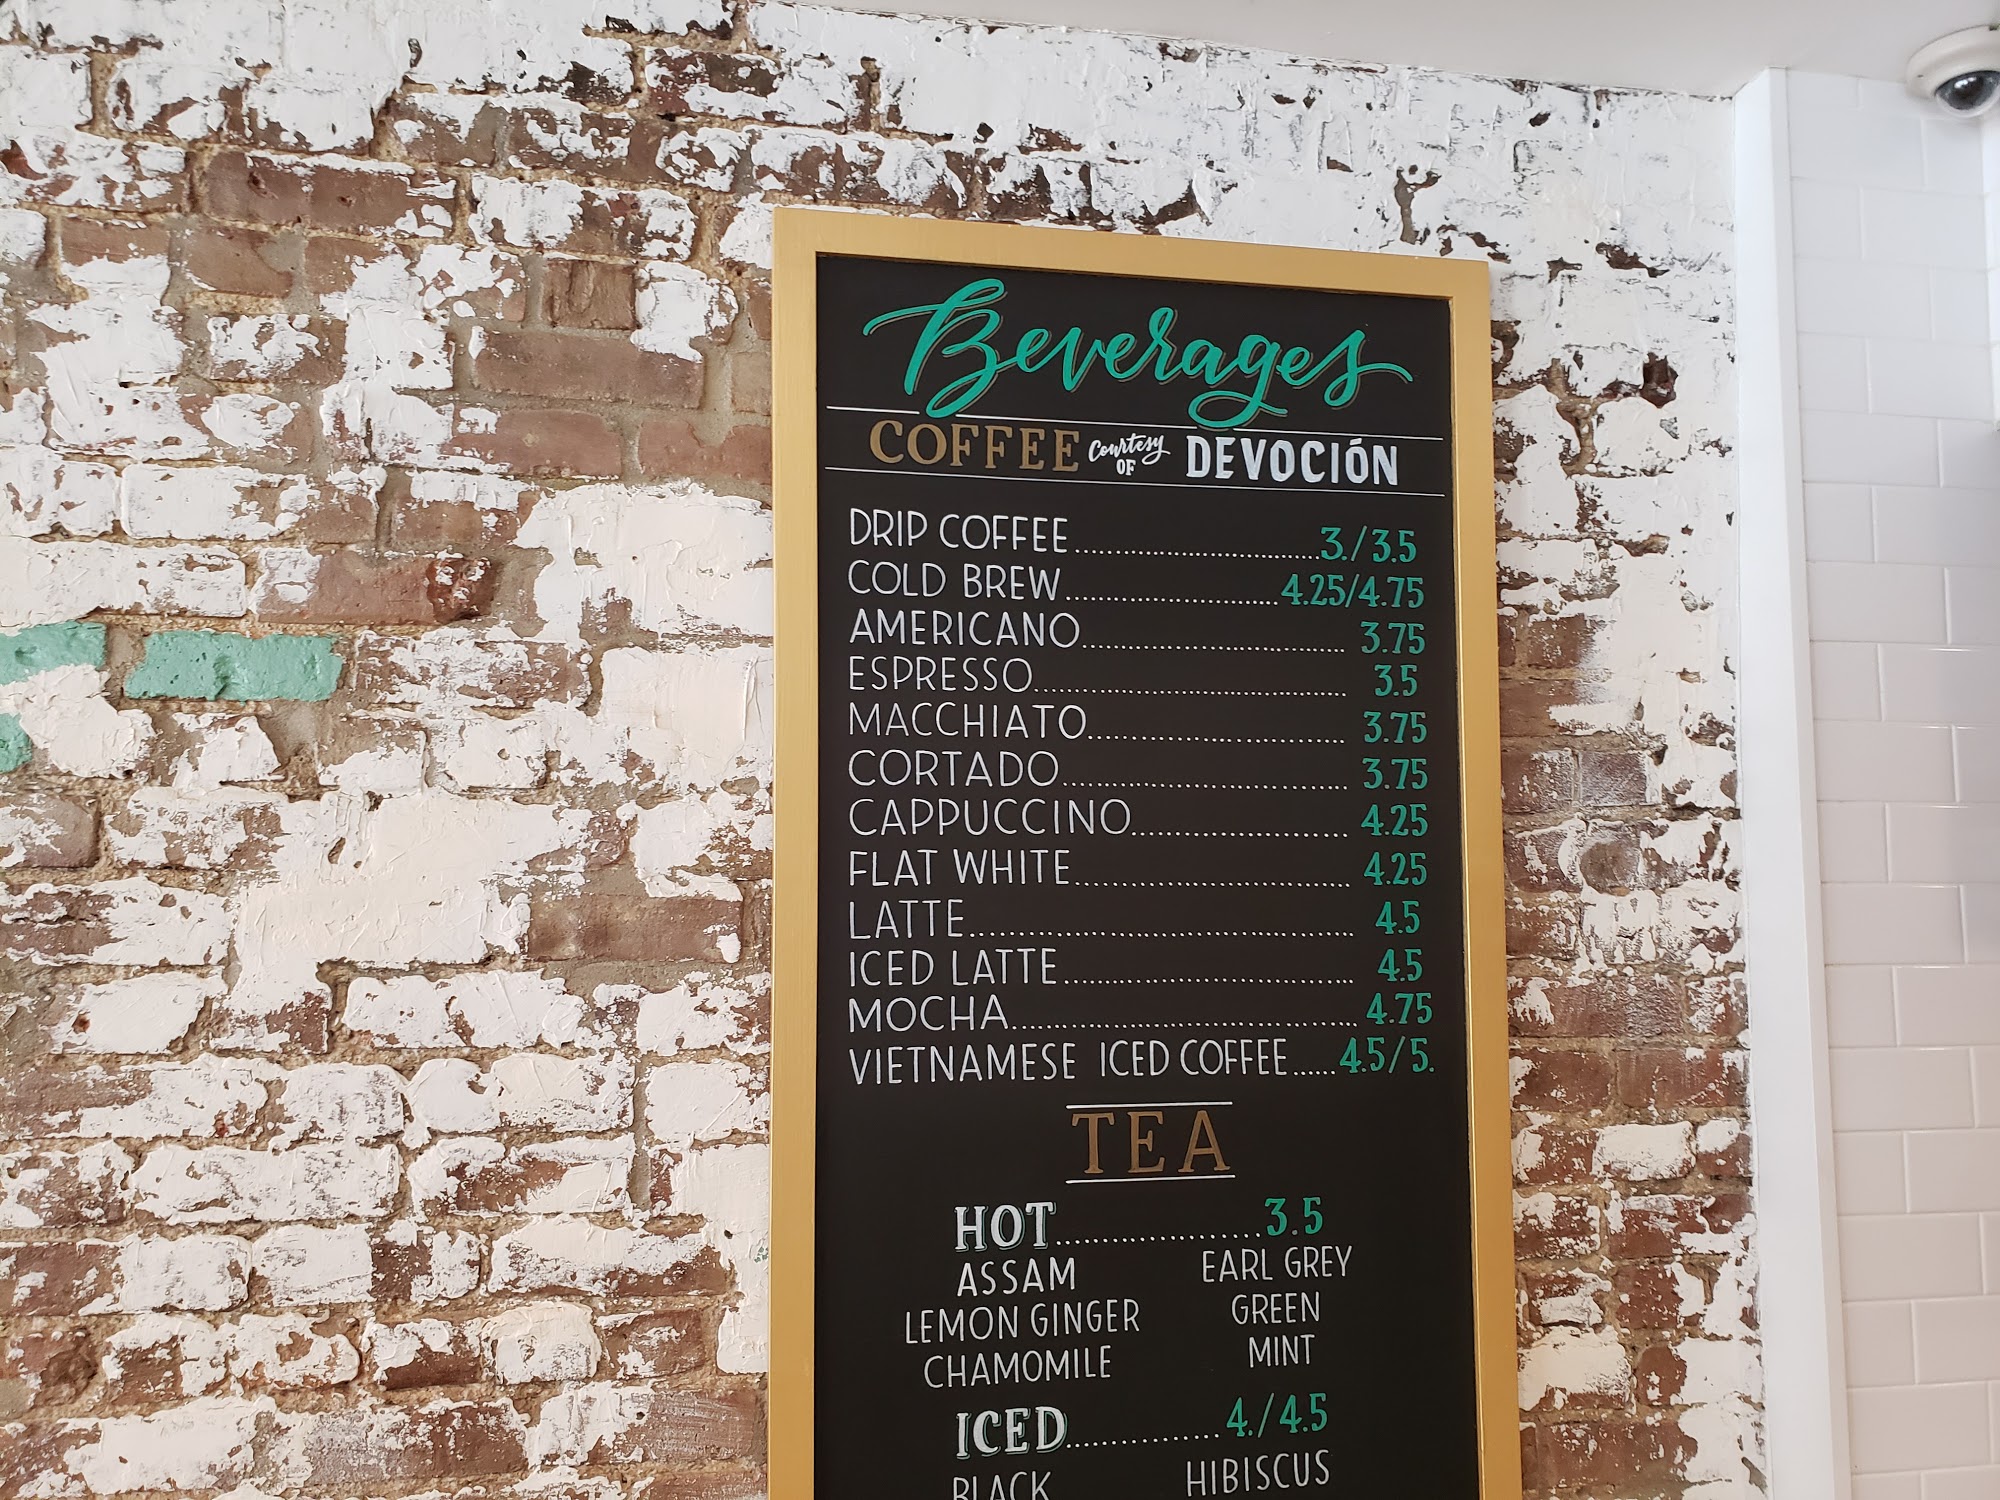 Beverages
COFFEE Courtesy OF DEVOCIÓN
DRIP COFFEE 3./3.5
COLD BREW 4.25/4.75
AMERICANO 3.75
ESPRESSO 3.5
MACCHIATO 3.75
CORTADO 3.75
CAPPUCCINO 4.25
FLAT WHITE 4.25
LATTE 4.5
ICED LATTE 4.5
MOCHA 4.75
VIETNAMESE ICED COFFEE 4.5/5.
TEA
HOT 3.5
ASSAM EARL GREY
LEMON GINGER GREEN
CHAMOMILE MINT
ICED 4./4.5
BLACK HIBISCUS